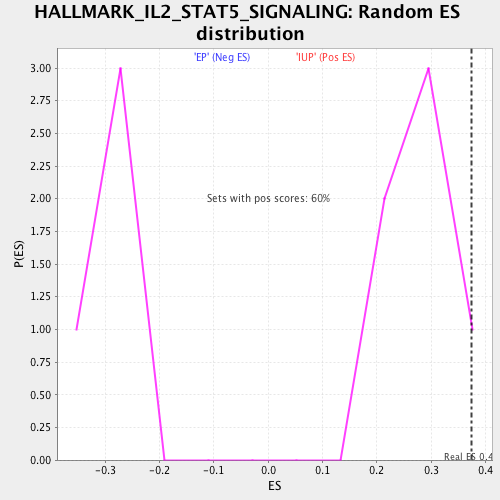 HALLMARK_IL2_STAT5_SIGNALING: Random ES
distribution
'EP' (Neg ES) 'IUP' (Pos ES)
3.00
2.75
2.50
2.25
Sets with pos scores: 60%
2.00
1.75
P(ES)
1.50
1.25
1.00
0.75
0.50
0.25
Real ES 0.4
0.00
-0.3 -0.2 -0.1 0.0 0.1 0.2 0.3 0.4
ES